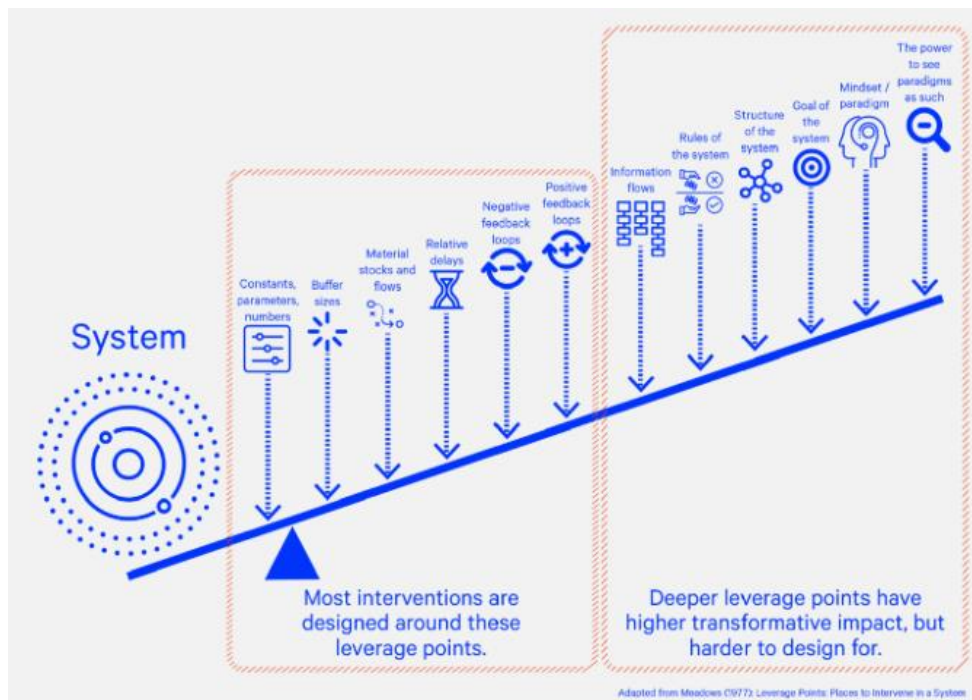 System
Constants,
parameters,
numbers
Buffer
sizes
Material
stocks and
flows
Relative
delays
Negative
feedback
loops
Positive
feedback
loops
Information
flows
Rules of
the system
Structure
of the
system
Goal of
the
system
Mindset /
paradigm
The power
to see
paradigms
as such
Most interventions are
designed around these
leverage points.
Deeper leverage points have
higher transformative impact, but
harder to design for.
Adapted from Meadows (1977): Leverage Points: Places to Intervene in a System